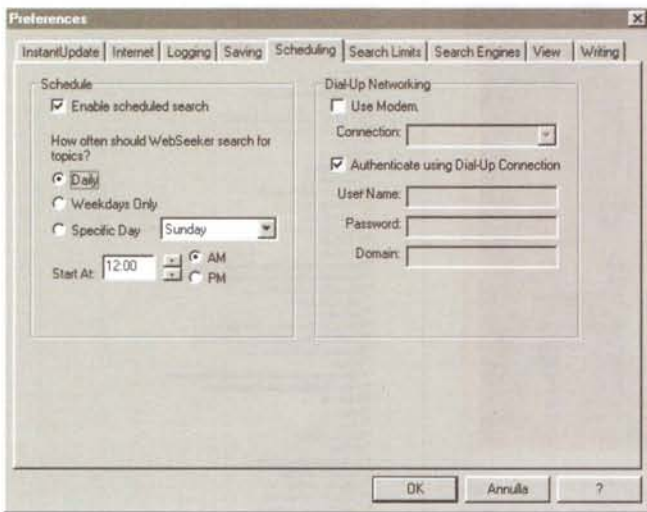 Preferences
InstantUpdate Internet Logging Saving Scheduling Search Limits Search Engines View Writing
Schedule
Enable scheduled search
How often should WebSeeker search for
topics?
Daily
Weekdays Only
Specific Day Sunday
Start At: 12:00 AM
PM
Dial-Up Networking
Use Modem.
Connection:
Authenticate using Dial-Up Connection
User Name:
Password:
Domain:
OK Annulla ?